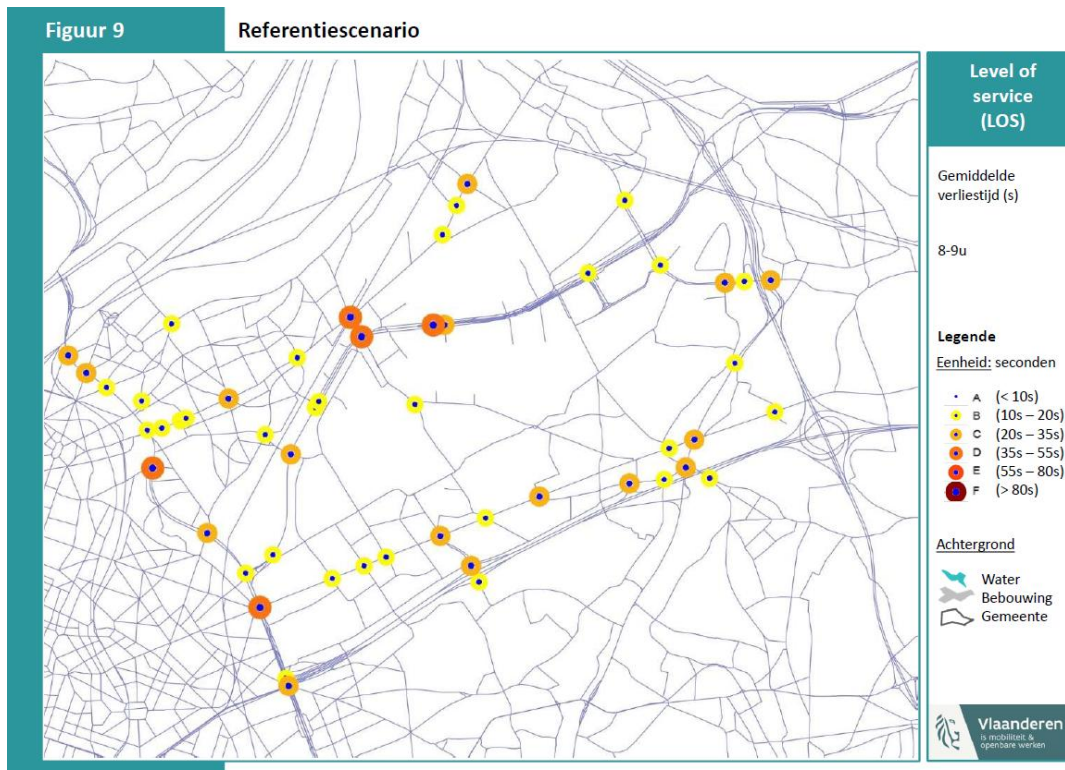 Figuur 9
Referentiescenario
Level of
service
(LOS)
Gemiddelde
verliestijd (s)
8-9u
Legende
Eenheid: seconden
A (< 10s)
B (10s – 20s)
C (20s – 35s)
D (35s – 55s)
E (55s – 80s)
F (> 80s)
Achtergrond
Water
Bebouwing
Gemeente
Vlaanderen
is mobiliteit &
openbare werken